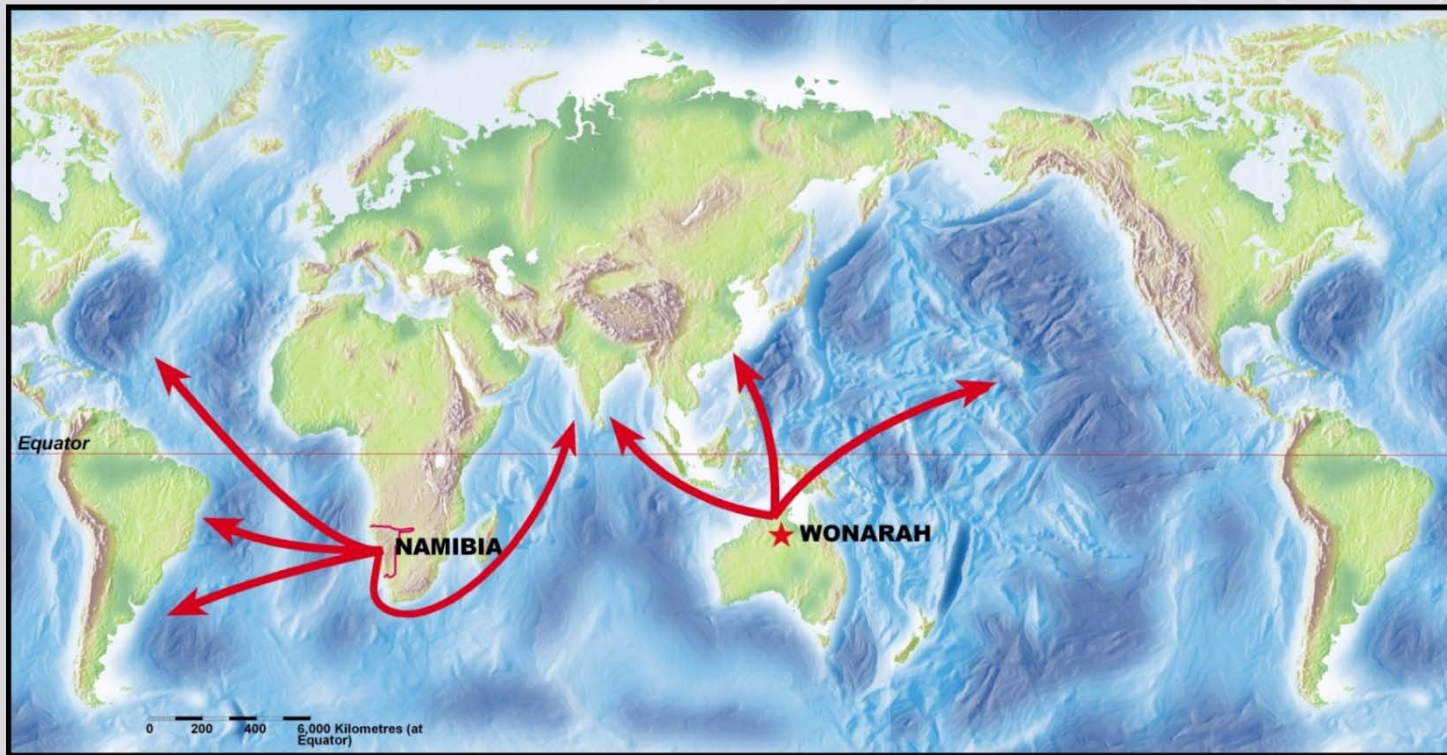 Equator
NAMIBIA
WONARAH
0 200 400 6,000 Kilometres (at
Equator)